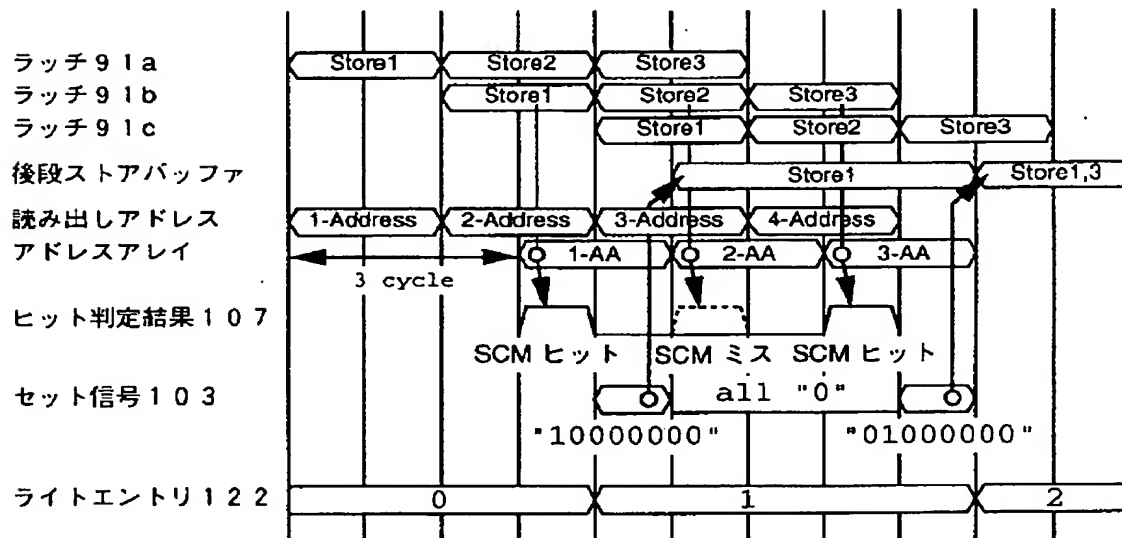 ラッチ91a Store1 Store2 Store3
ラッチ91b Store1 Store2 Store3
ラッチ91c Store1 Store2 Store3
後段ストアバッファ Store1 Store1,3
読み出しアドレス 1-Address 2-Address 3-Address 4-Address
アドレスアレイ 1-AA 2-AA 3-AA
3 cycle
ヒット判定結果107
SCM ヒット SCM ミス SCM ヒット
セット信号103 all "0"
"10000000" "01000000"
ライトエントリ122 0 1 2